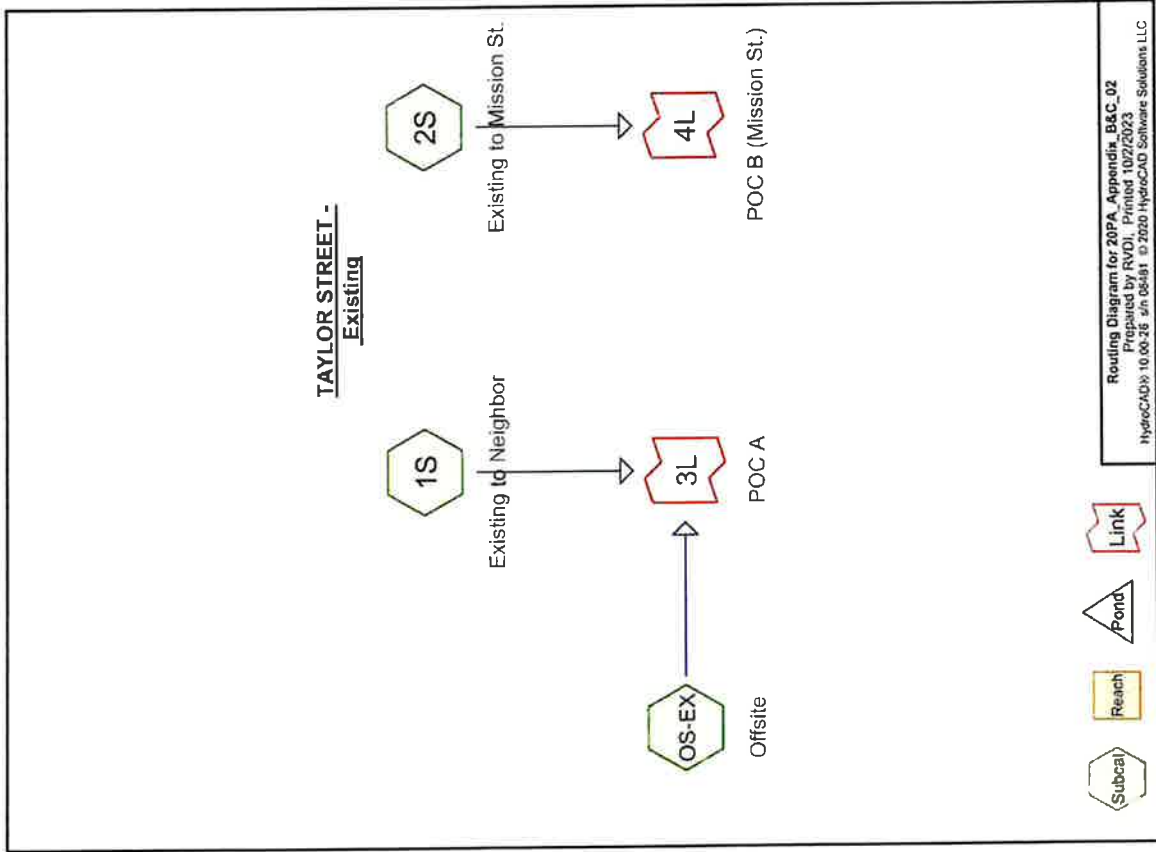 TAYLOR STREET -
Existing
1S
Existing to Neighbor
2S
Existing to Mission St.
OS-EX
Offsite
3L
POC A
4L
POC B (Mission St.)
Subcat
Reach
Pond
Link
Routing Diagram for 20PA_Appendix_B&C_02
Prepared by RVDI, Printed 10/2/2023
HydroCAD® 10.00-26 s/n 06481 © 2020 HydroCAD Software Solutions LLC